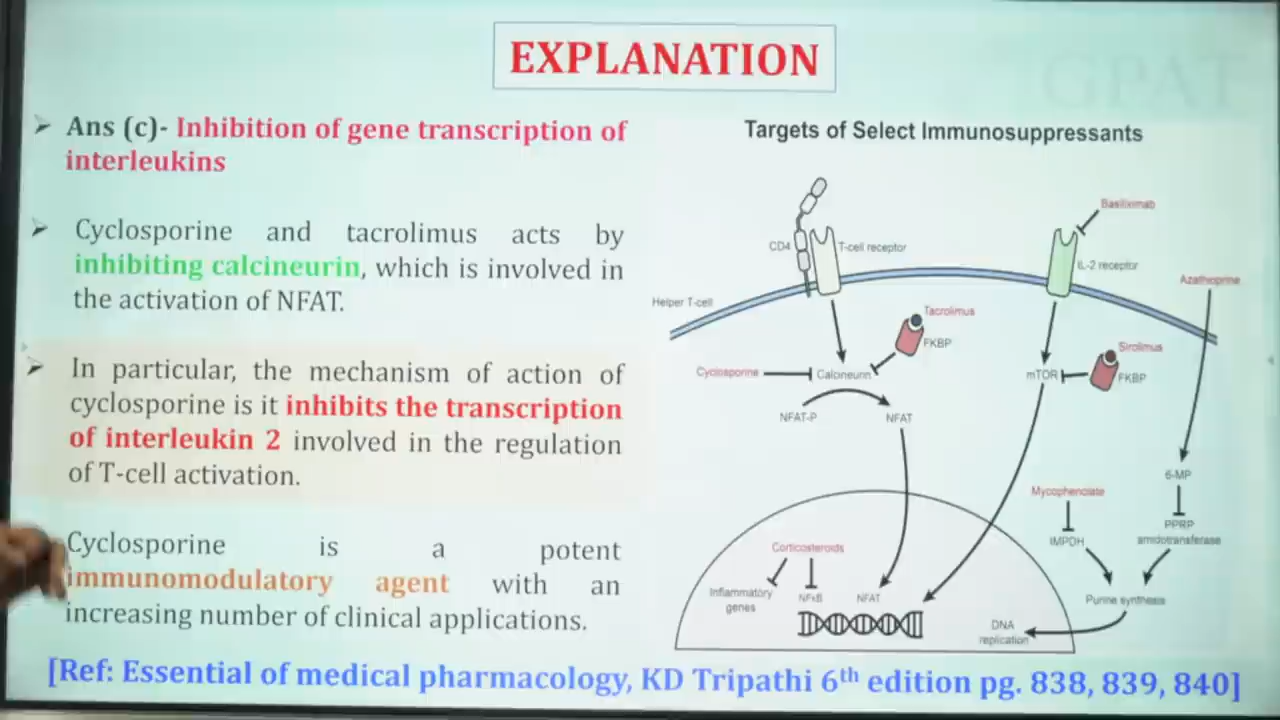 EXPLANATION
GPAT
➢ Ans (c)- Inhibition of gene transcription of
interleukins
➢ Cyclosporine and tacrolimus acts by
inhibiting calcineurin, which is involved in
the activation of NFAT.
➢ In particular, the mechanism of action of
cyclosporine is it inhibits the transcription
of interleukin 2 involved in the regulation
of T-cell activation.
Cyclosporine is a potent
immunomodulatory agent with an
increasing number of clinical applications.
Targets of Select Immunosuppressants
Basiliximab
CD4
T-cell receptor
IL-2 receptor
Azathioprine
Helper T-cell
Tacrolimus
FKBP
Sirolimus
FKBP
Cyclosporine
Calcineurin
mTOR
NFAT-P
NFAT
6-MP
Mycophenolate
PPRP
amidotransferase
IMPDH
Corticosteroids
Inflammatory
genes
NFκB
NFAT
Purine synthesis
DNA
replication
[Ref: Essential of medical pharmacology, KD Tripathi 6th edition pg. 838, 839, 840]